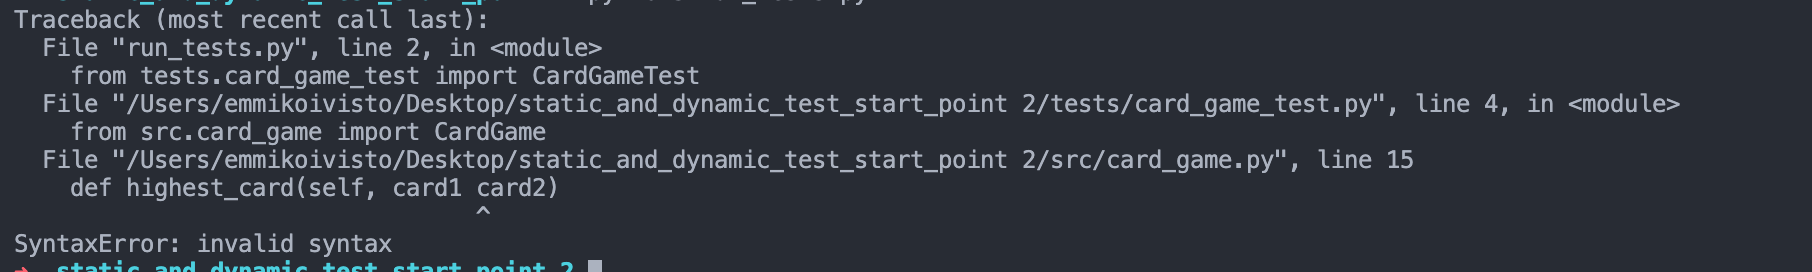 Traceback (most recent call last):
  File "run_tests.py", line 2, in <module>
    from tests.card_game_test import CardGameTest
  File "/Users/emmikoivisto/Desktop/static_and_dynamic_test_start_point 2/tests/card_game_test.py", line 4, in <module>
    from src.card_game import CardGame
  File "/Users/emmikoivisto/Desktop/static_and_dynamic_test_start_point 2/src/card_game.py", line 15
    def highest_card(self, card1 card2)
                                 ^
SyntaxError: invalid syntax
➜  static_and_dynamic_test_start_point 2